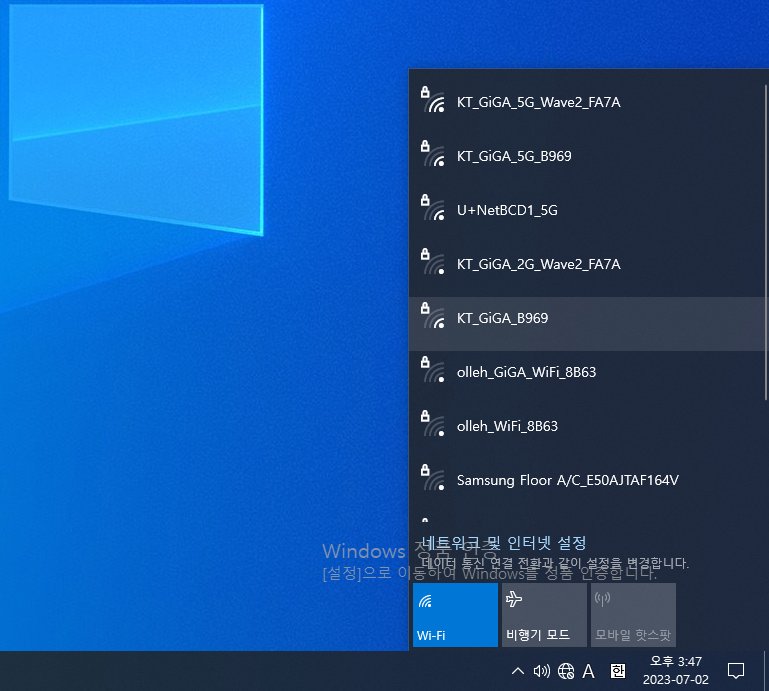 KT_GiGA_5G_Wave2_FA7A
KT_GiGA_5G_B969
U+NetBCD1_5G
KT_GiGA_2G_Wave2_FA7A
KT_GiGA_B969
olleh_GiGA_WiFi_8B63
olleh_WiFi_8B63
Samsung Floor A/C_E50AJTAF164V
네트워크 및 인터넷 설정
Windows 정품 인증
데이터 통신 연결 전환과 같이 설정을 변경합니다.
[설정]으로 이동하여 Windows를 정품 인증합니다.
Wi-Fi
비행기 모드
모바일 핫스팟
A
한
오후 3:47
2023-07-02